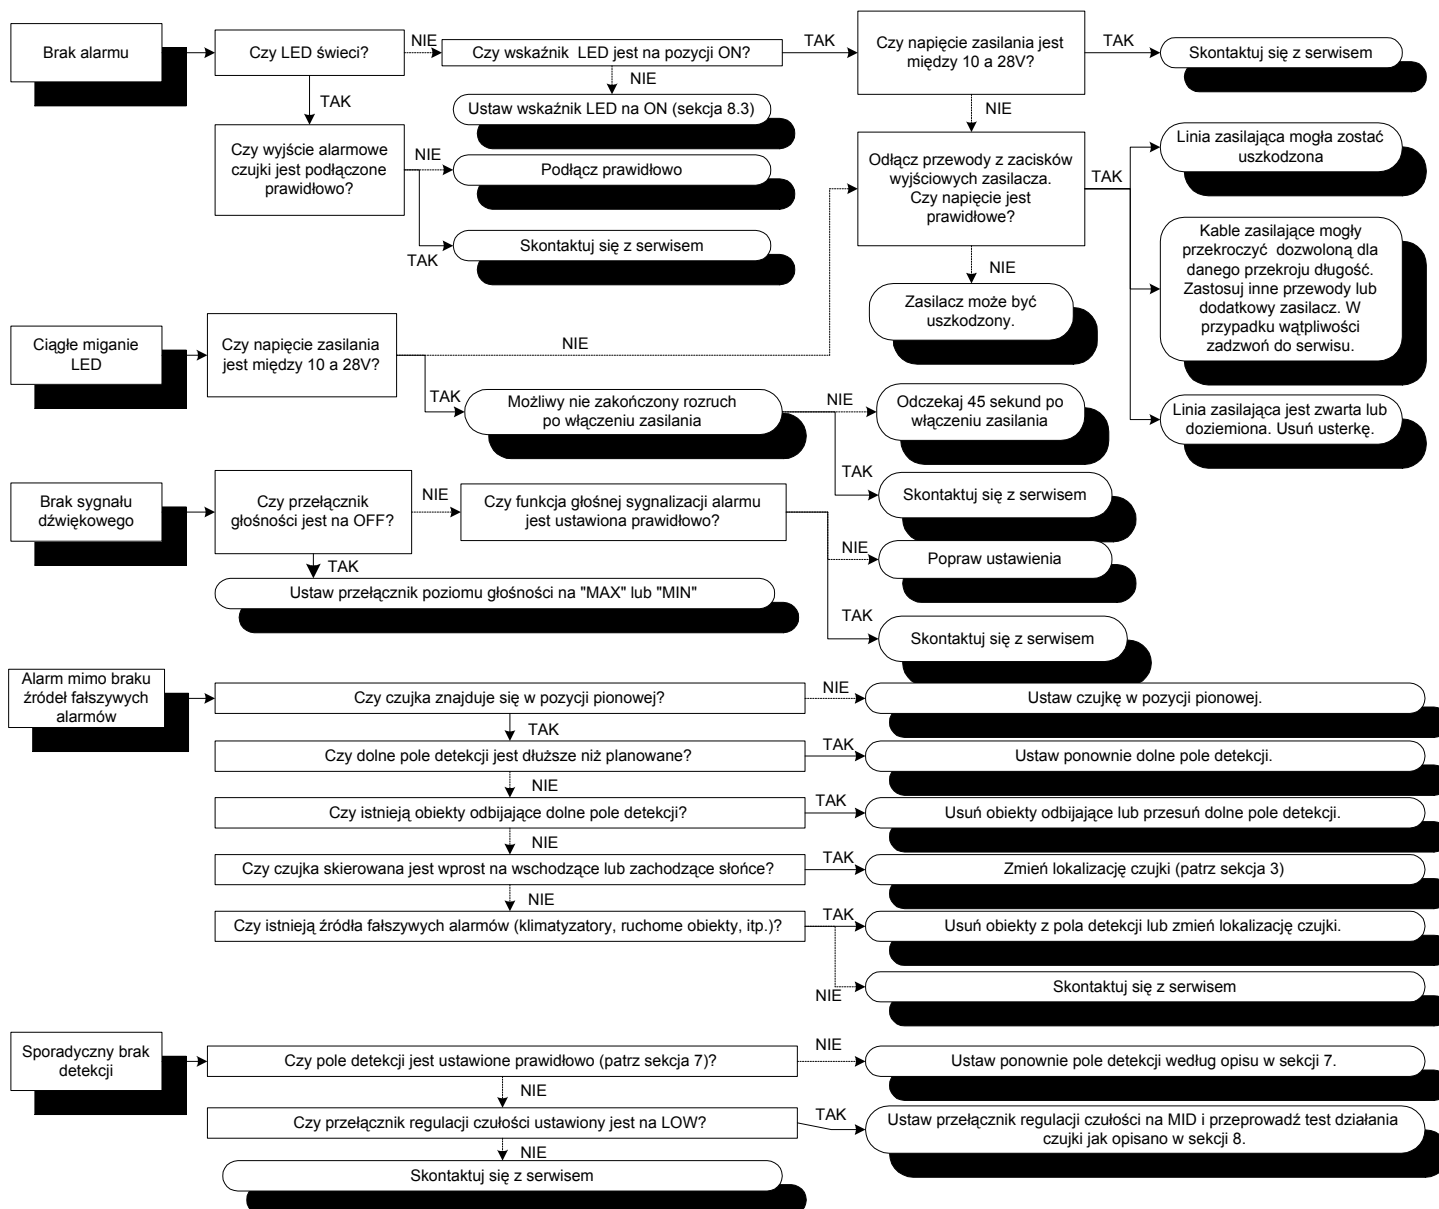 Brak alarmu
Czy LED świeci?
NIE
Czy wskaźnik LED jest na pozycji ON?
TAK
Czy napięcie zasilania jest
między 10 a 28V?
TAK
Skontaktuj się z serwisem
TAK
NIE
Ustaw wskaźnik LED na ON (sekcja 8.3)
NIE
Czy wyjście alarmowe
czujki jest podłączone
prawidłowo?
NIE
Podłącz prawidłowo
TAK
Skontaktuj się z serwisem
Odłącz przewody z zacisków
wyjściowych zasilacza.
Czy napięcie jest
prawidłowe?
TAK
Linia zasilająca mogła zostać
uszkodzona
Kable zasilające mogły
przekroczyć dozwoloną dla
danego przekroju długość.
Zastosuj inne przewody lub
dodatkowy zasilacz. W
przypadku wątpliwości
zadzwoń do serwisu.
Linia zasilająca jest zwarta lub
doziemiona. Usuń usterkę.
NIE
Zasilacz może być
uszkodzony.
Ciągłe miganie
LED
Czy napięcie zasilania
jest między 10 a 28V?
NIE
TAK
Możliwy nie zakończony rozruch
po włączeniu zasilania
NIE
Odczekaj 45 sekund po
włączeniu zasilania
TAK
Skontaktuj się z serwisem
Brak sygnału
dźwiękowego
Czy przełącznik
głośności jest na OFF?
NIE
Czy funkcja głośnej sygnalizacji alarmu
jest ustawiona prawidłowo?
NIE
Popraw ustawienia
TAK
Ustaw przełącznik poziomu głośności na "MAX" lub "MIN"
TAK
Skontaktuj się z serwisem
Alarm mimo braku
źródeł fałszywych
alarmów
Czy czujka znajduje się w pozycji pionowej?
NIE
Ustaw czujkę w pozycji pionowej.
TAK
Czy dolne pole detekcji jest dłuższe niż planowane?
TAK
Ustaw ponownie dolne pole detekcji.
NIE
Czy istnieją obiekty odbijające dolne pole detekcji?
TAK
Usuń obiekty odbijające lub przesuń dolne pole detekcji.
NIE
Czy czujka skierowana jest wprost na wschodzące lub zachodzące słońce?
TAK
Zmień lokalizację czujki (patrz sekcja 3)
NIE
Czy istnieją źródła fałszywych alarmów (klimatyzatory, ruchome obiekty, itp.)?
TAK
Usuń obiekty z pola detekcji lub zmień lokalizację czujki.
NIE
Skontaktuj się z serwisem
Sporadyczny brak
detekcji
Czy pole detekcji jest ustawione prawidłowo (patrz sekcja 7)?
NIE
Ustaw ponownie pole detekcji według opisu w sekcji 7.
NIE
Czy przełącznik regulacji czułości ustawiony jest na LOW?
TAK
Ustaw przełącznik regulacji czułości na MID i przeprowadź test działania
czujki jak opisano w sekcji 8.
NIE
Skontaktuj się z serwisem